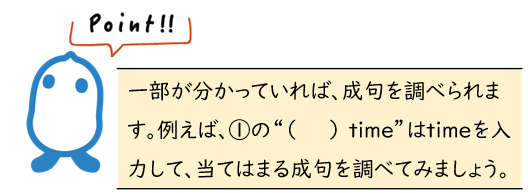 Point!!
一部が分かっていれば、成句を調べられま
す。例えば、①の“（　　）time”はtimeを入
力して、当てはまる成句を調べてみましょう。